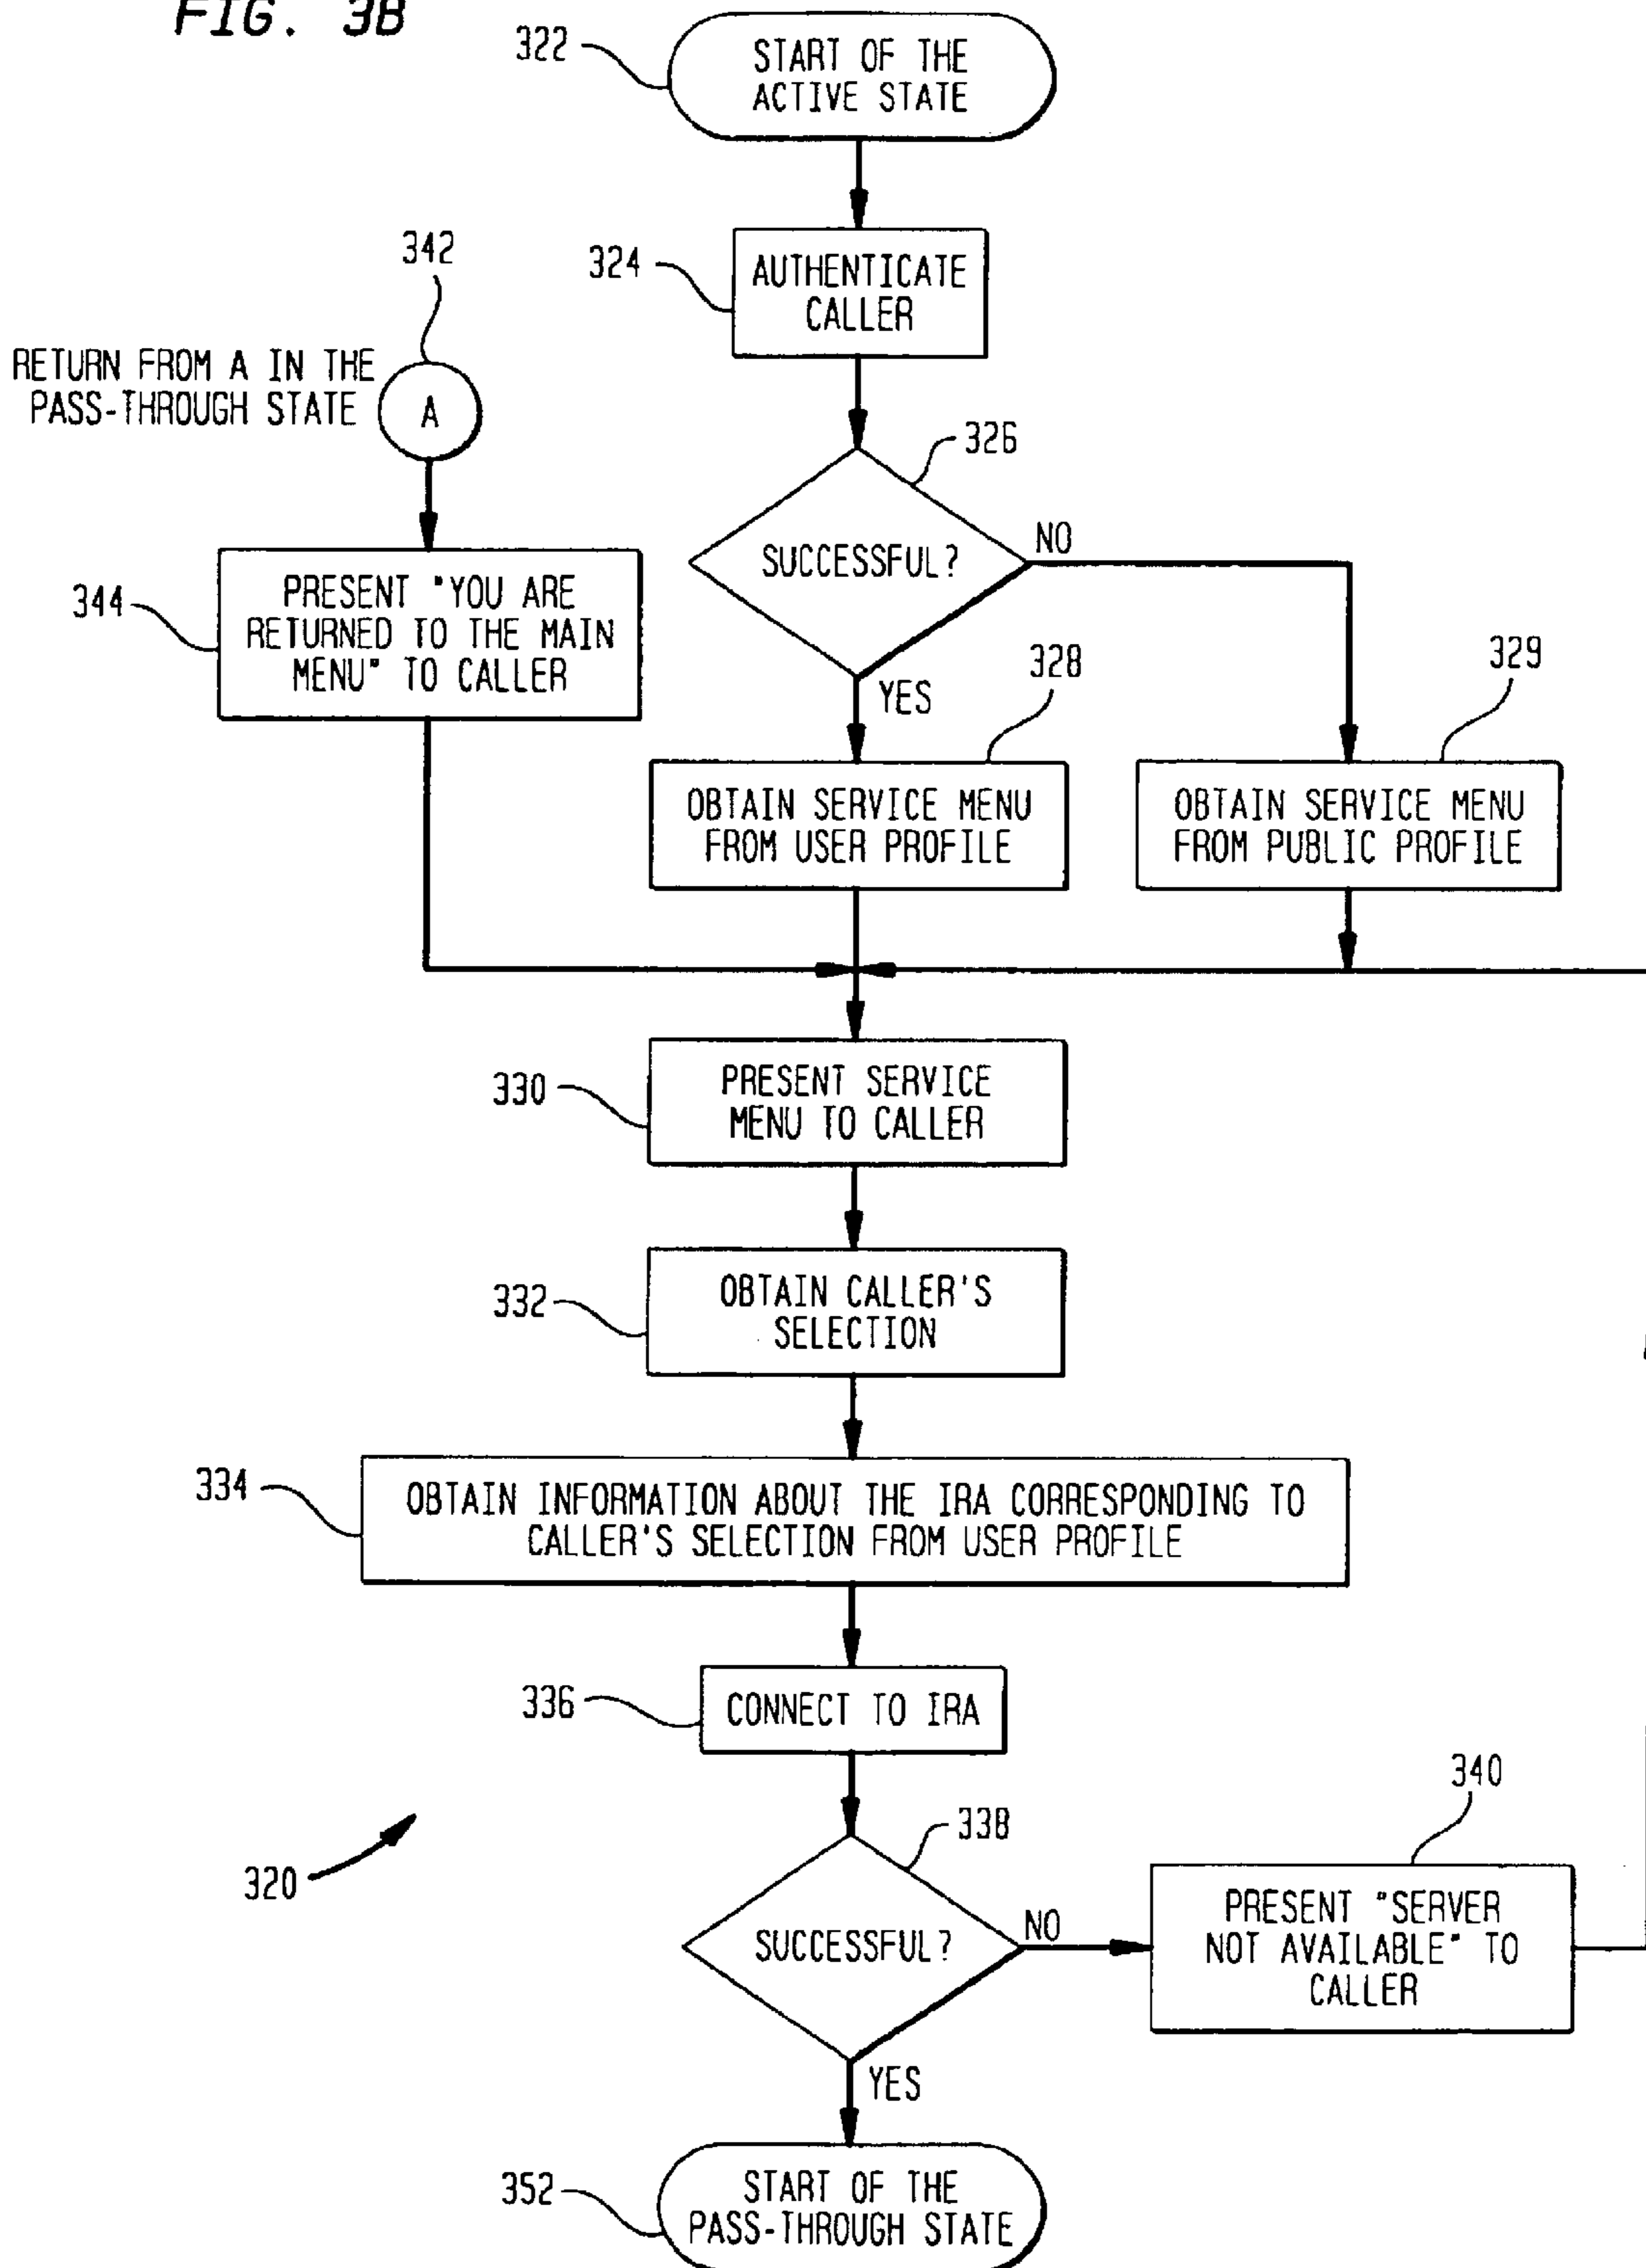 FIG. 3B
322
START OF THE
ACTIVE STATE
324
AUTHENTICATE
CALLER
342
RETURN FROM A IN THE
PASS-THROUGH STATE
A
326
SUCCESSFUL?
NO
YES
344
PRESENT "YOU ARE
RETURNED TO THE MAIN
MENU" TO CALLER
328
329
OBTAIN SERVICE MENU
FROM USER PROFILE
OBTAIN SERVICE MENU
FROM PUBLIC PROFILE
330
PRESENT SERVICE
MENU TO CALLER
332
OBTAIN CALLER'S
SELECTION
334
OBTAIN INFORMATION ABOUT THE IRA CORRESPONDING TO
CALLER'S SELECTION FROM USER PROFILE
336
CONNECT TO IRA
338
320
SUCCESSFUL?
NO
YES
340
PRESENT "SERVER
NOT AVAILABLE" TO
CALLER
352
START OF THE
PASS-THROUGH STATE